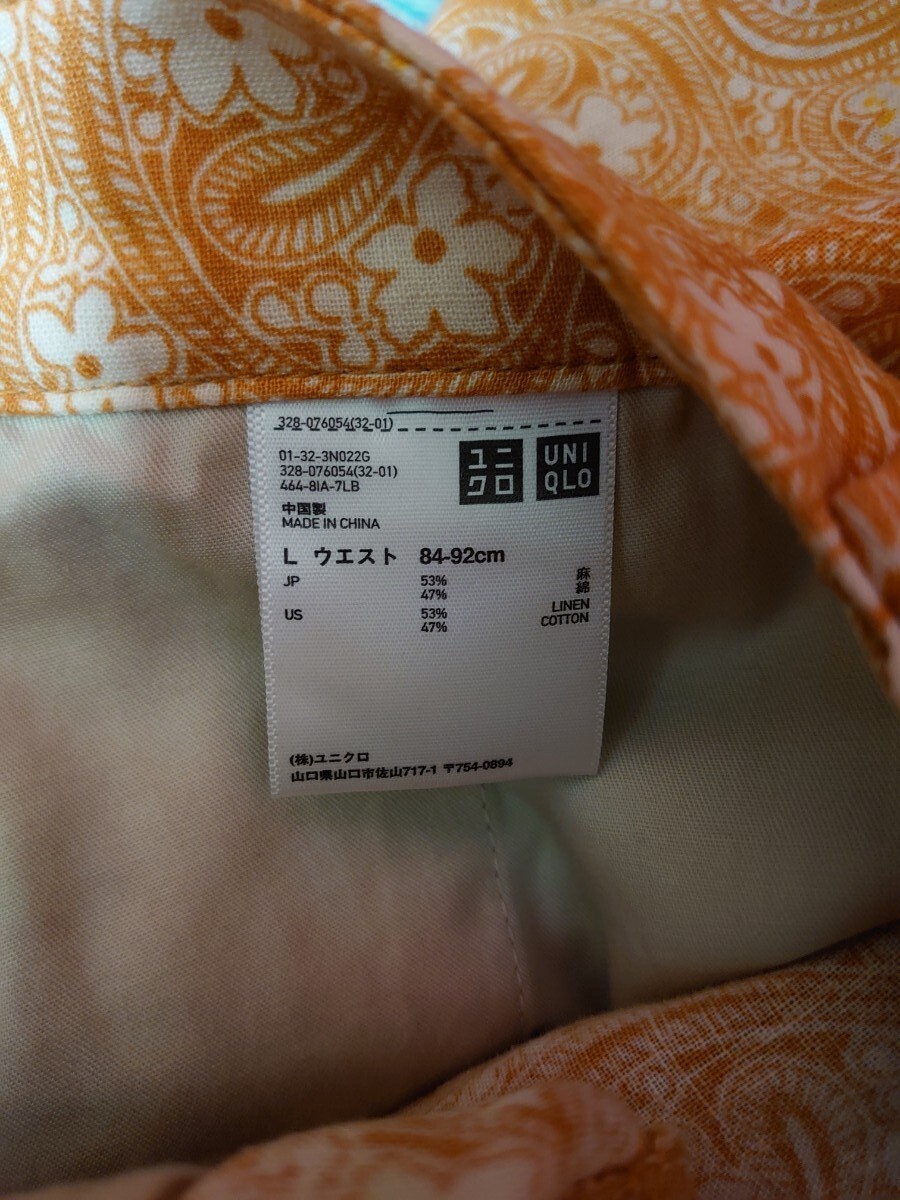 328-076054(32-01)
01-32-3N022G
328-076054(32-01)
464-8IA-7LB
ユニ
クロ
UNI
QLO
中国製
MADE IN CHINA
L ウエスト 84-92cm
JP 53% 麻
47% 綿
US 53% LINEN
47% COTTON
(株)ユニクロ
山口県山口市佐山717-1 〒754-0894